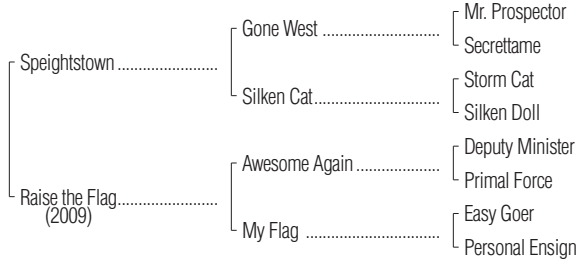 Mr. Prospector
Gone West ........................
Secrettame
Speightstown ........................
Storm Cat
Silken Cat ..........................
Silken Doll
Deputy Minister
Awesome Again .................
Primal Force
Raise the Flag ........................
(2009)
Easy Goer
My Flag ............................
Personal Ensign